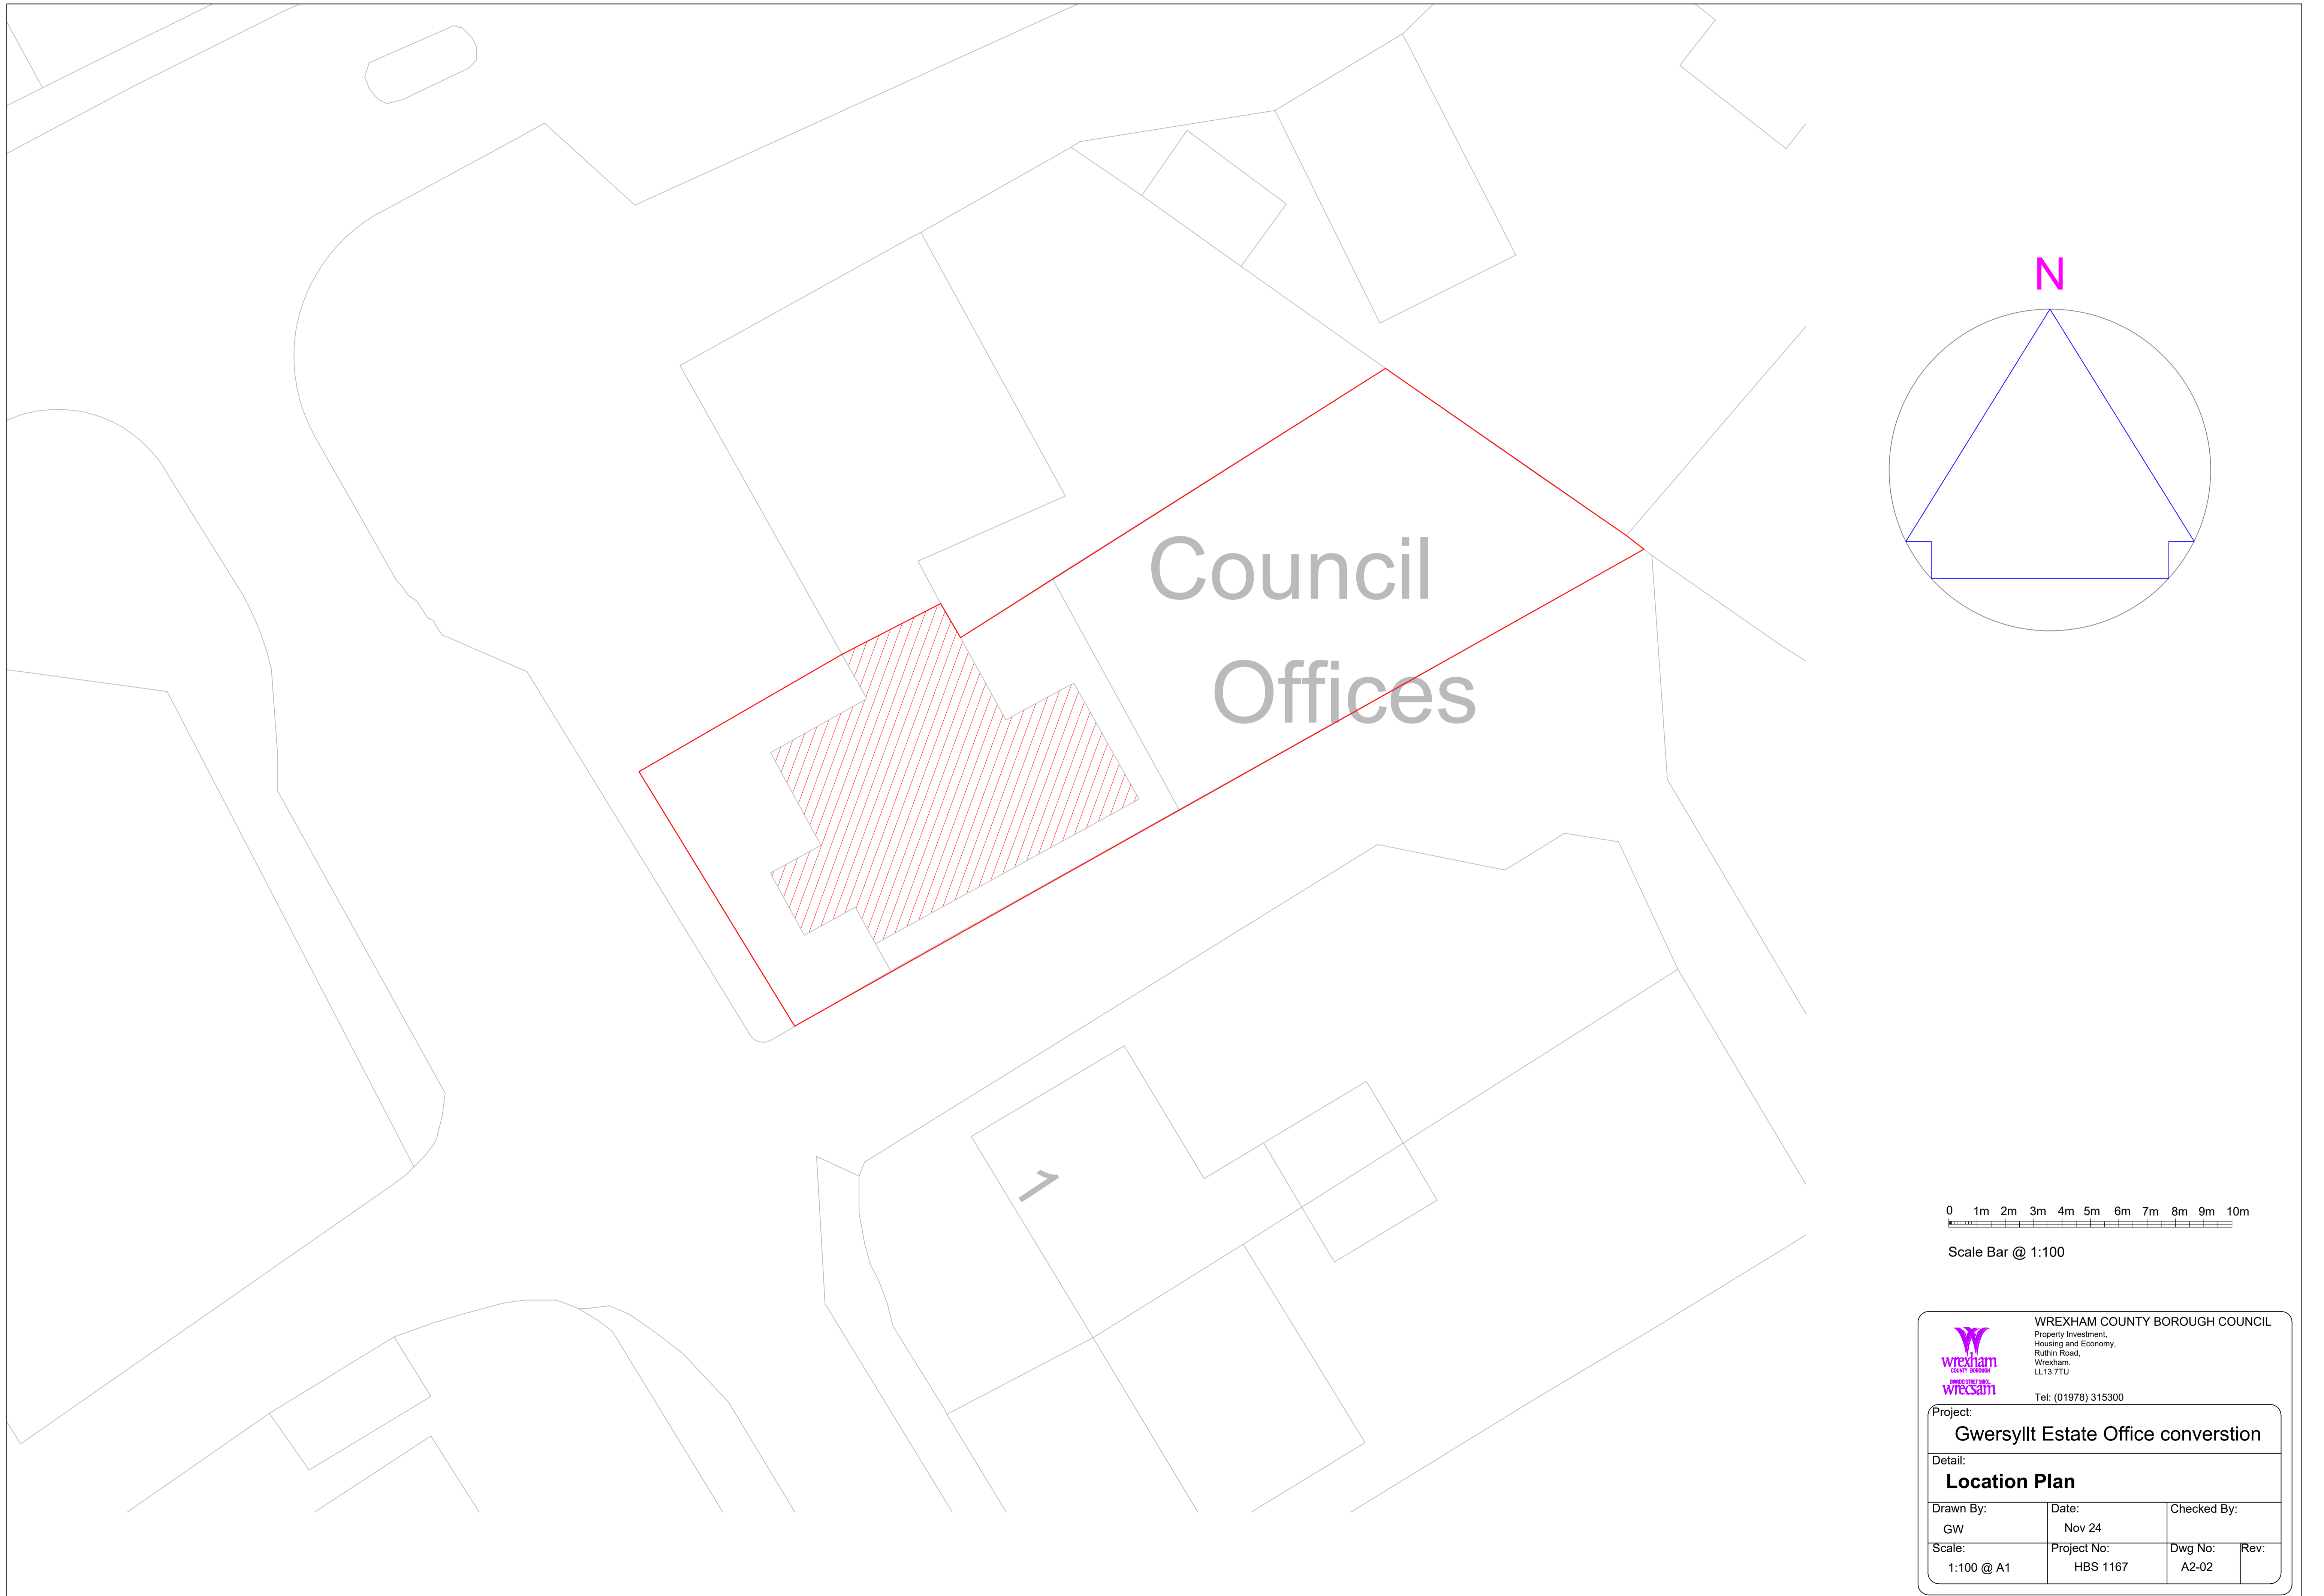 Council
Offices
1
N
0 1m 2m 3m 4m 5m 6m 7m 8m 9m 10m
Scale Bar @ 1:100
wrexham
COUNTY BOROUGH
BWRDEISTREF SIROL
wrecsam
WREXHAM COUNTY BOROUGH COUNCIL
Property Investment,
Housing and Economy,
Ruthin Road,
Wrexham.
LL13 7TU
Tel: (01978) 315300
Project:
Gwersyllt Estate Office converstion
Detail:
Location Plan
Drawn By: Date: Checked By:
GW Nov 24
Scale: Project No: Dwg No: Rev:
1:100 @ A1 HBS 1167 A2-02